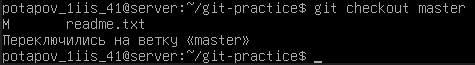 potapov_1iis_41@server:~/git-practice$ git checkout master
M       readme.txt
Переключились на ветку «master»
potapov_1iis_41@server:~/git-practice$ _